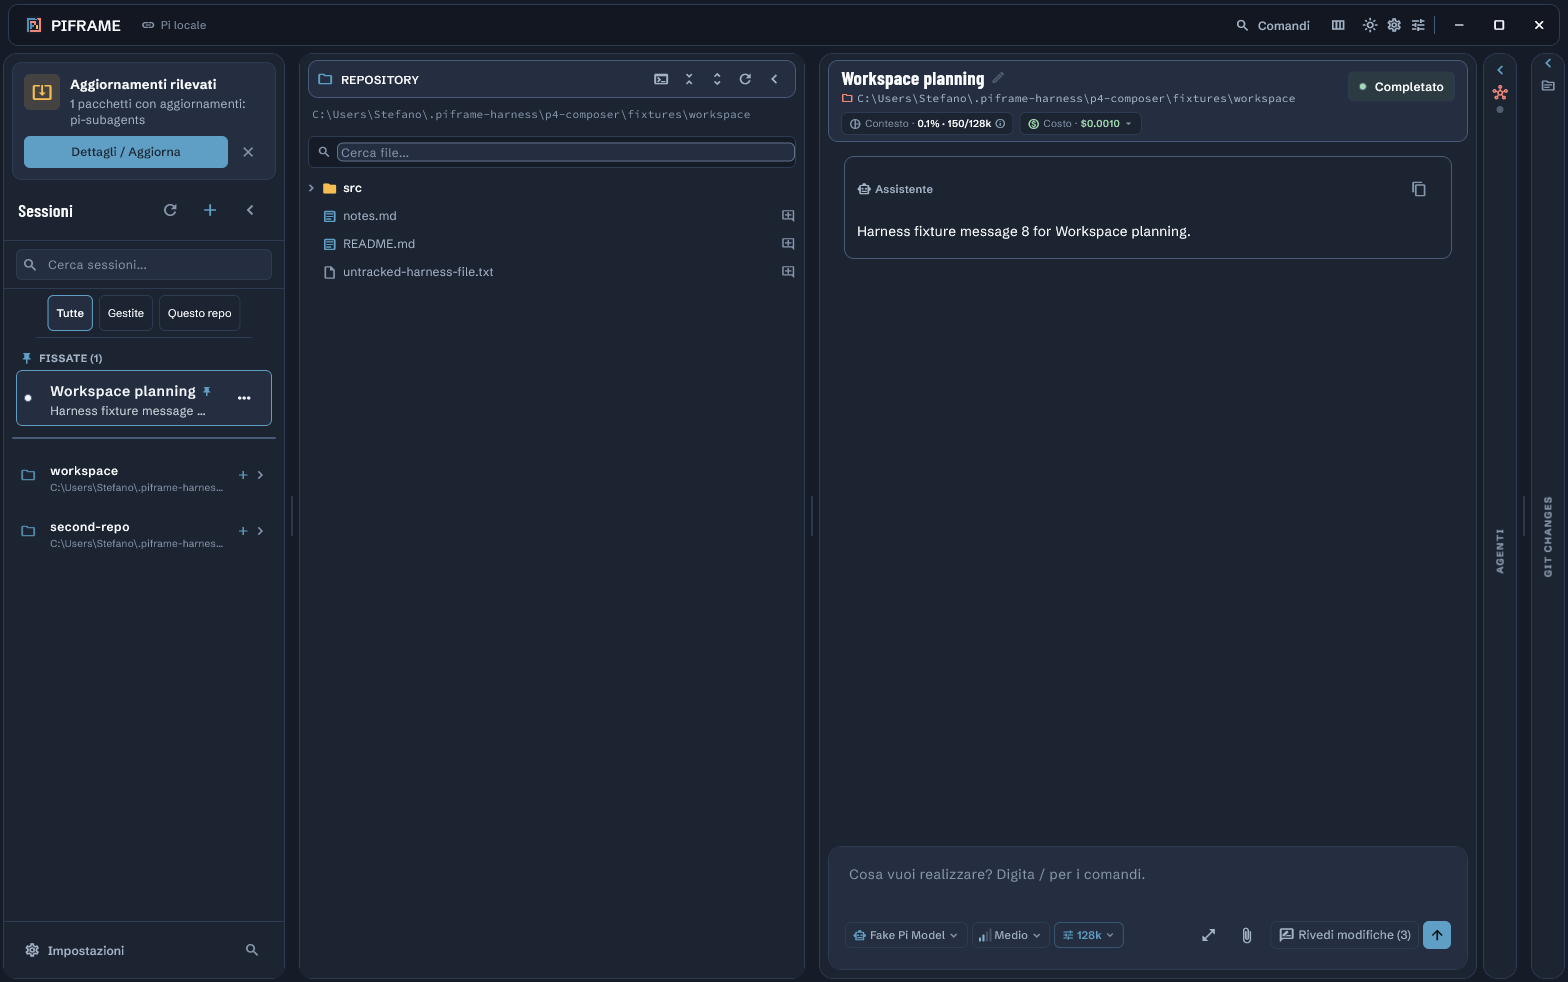 PIFRAME
Pi locale
Comandi
Aggiornamenti rilevati
1 pacchetti con aggiornamenti:
pi-subagents
Dettagli / Aggiorna
Sessioni
Cerca sessioni...
Tutte
Gestite
Questo repo
FISSATE (1)
Workspace planning
Harness fixture message ...
workspace
C:\Users\Stefano\.piframe-harnes...
second-repo
C:\Users\Stefano\.piframe-harnes...
Impostazioni
REPOSITORY
C:\Users\Stefano\.piframe-harness\p4-composer\fixtures\workspace
Cerca file...
src
notes.md
README.md
untracked-harness-file.txt
Workspace planning
C:\Users\Stefano\.piframe-harness\p4-composer\fixtures\workspace
Contesto · 0.1% · 150/128k
Costo · $0.0010
Completato
Assistente
Harness fixture message 8 for Workspace planning.
Cosa vuoi realizzare? Digita / per i comandi.
Fake Pi Model
Medio
128k
Rivedi modifiche (3)
AGENTI
GIT CHANGES